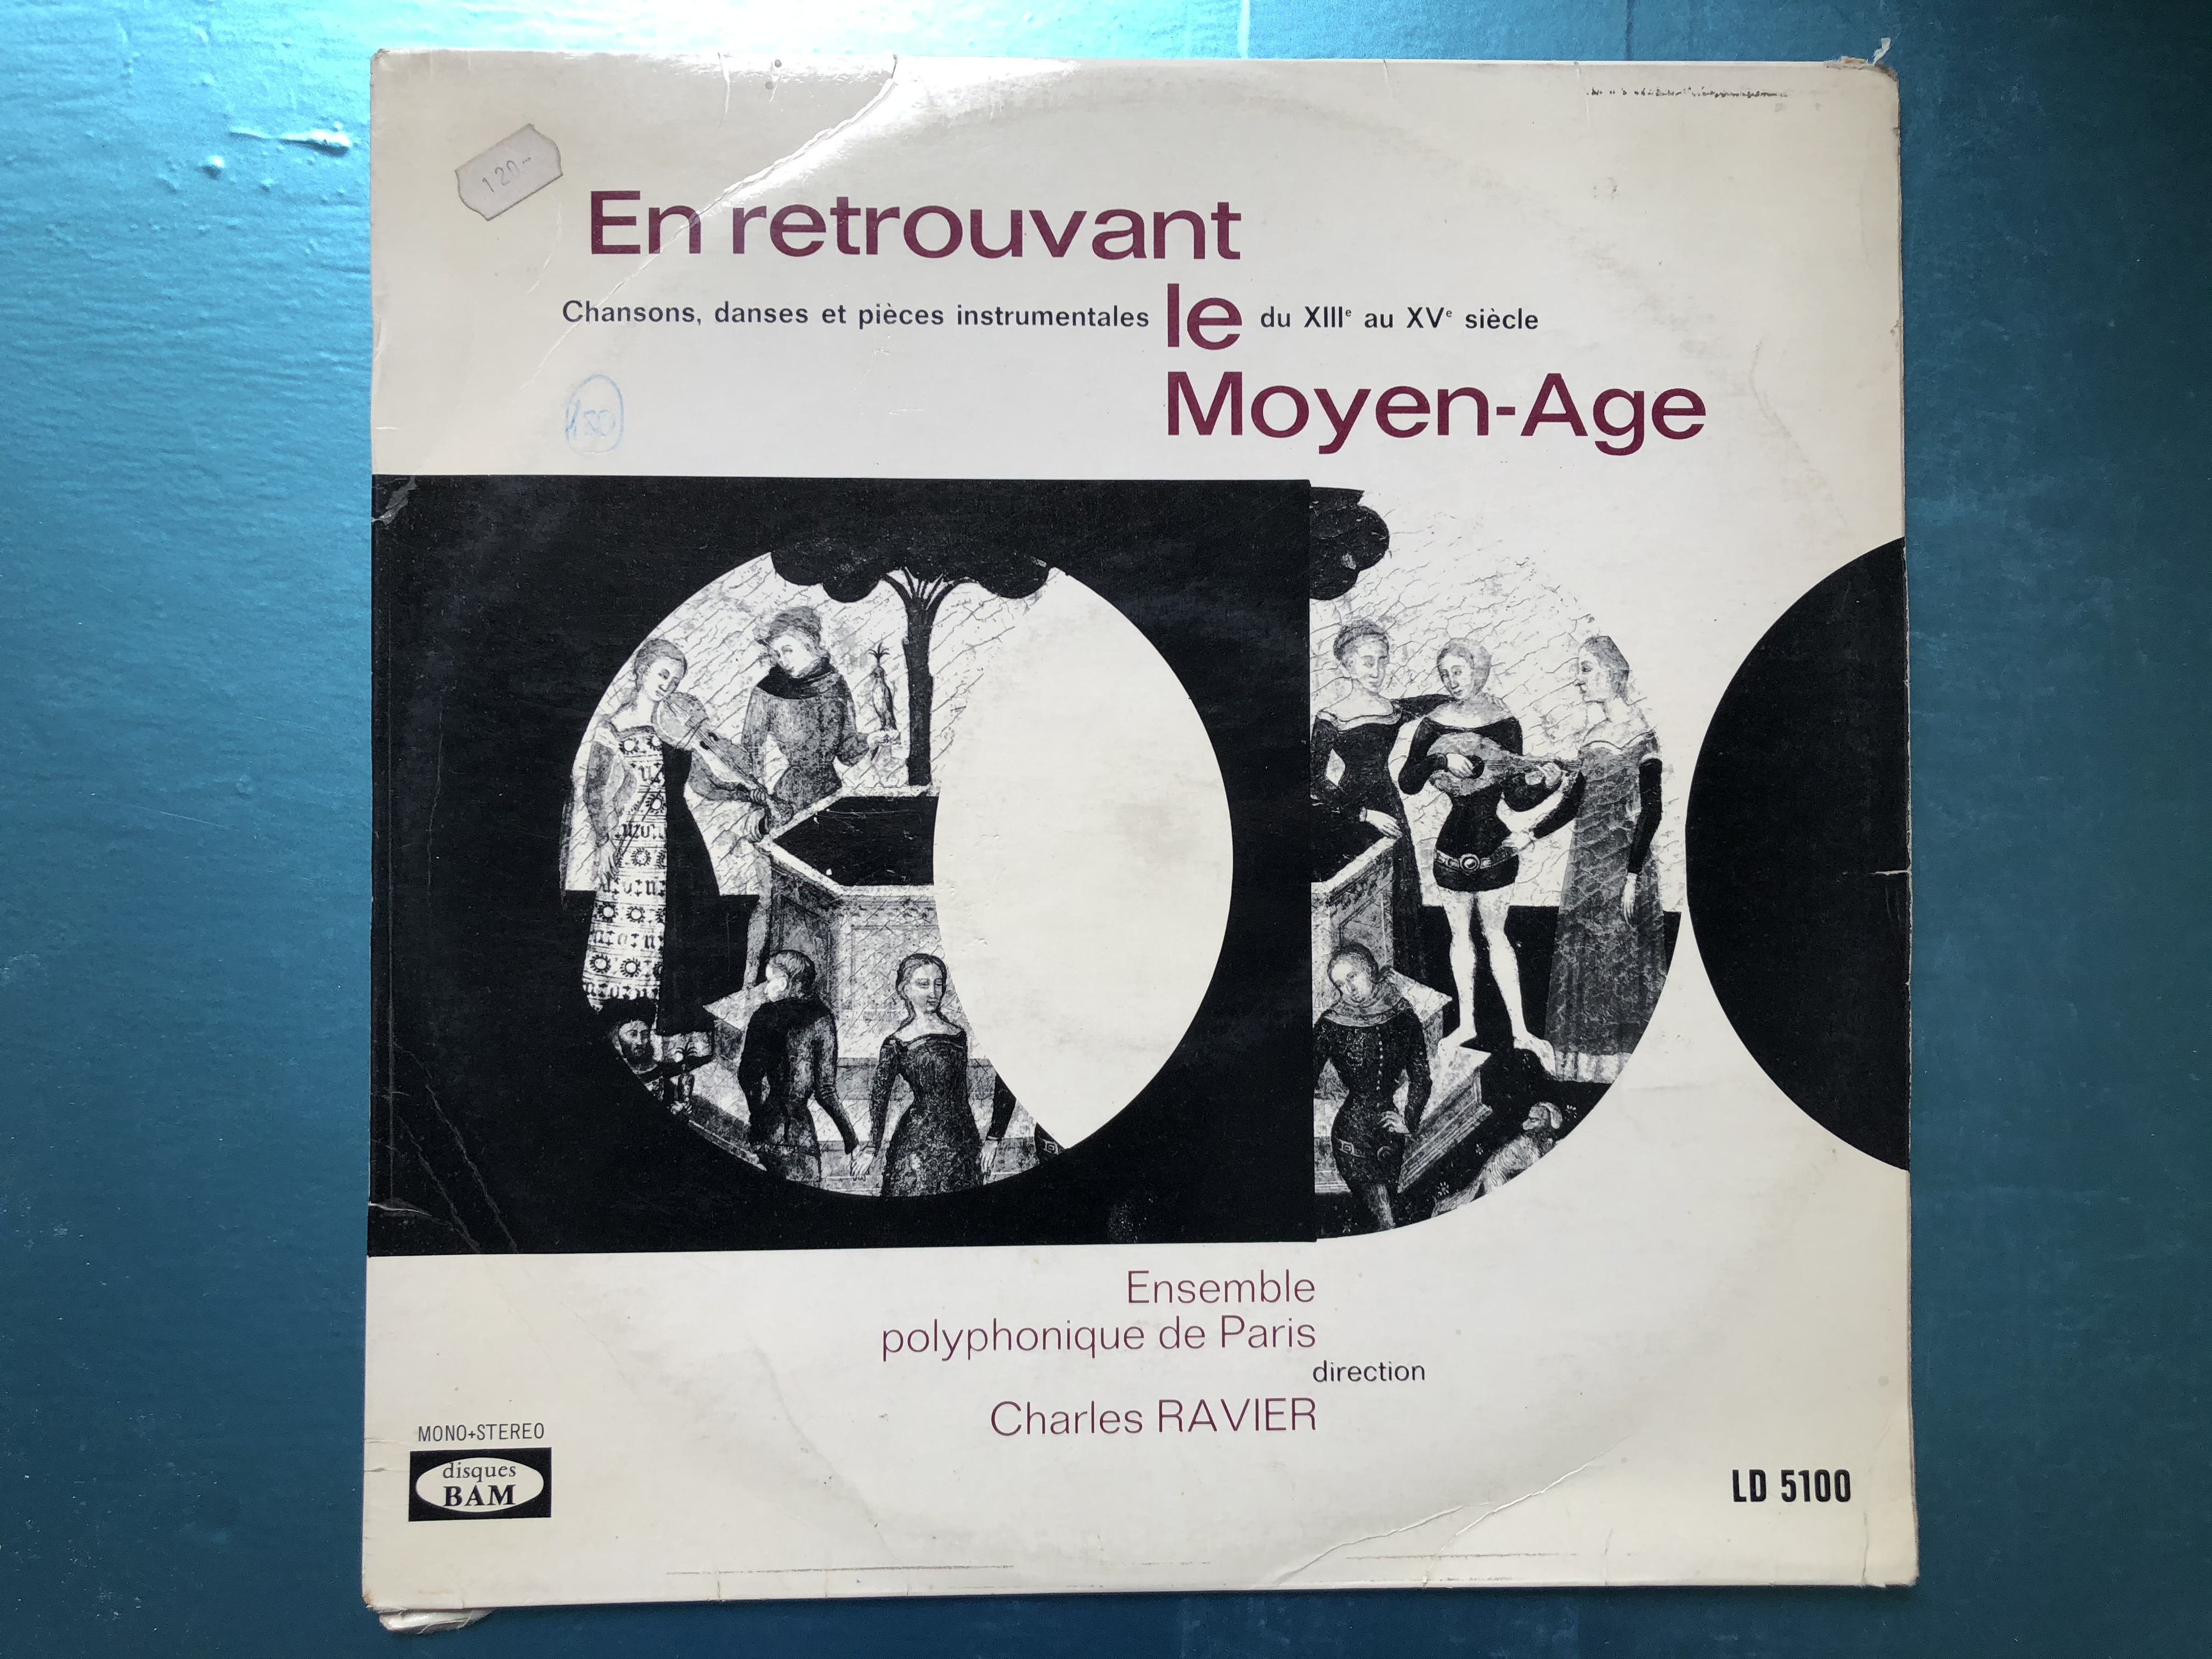 120.-
En retrouvant
Chansons, danses et pièces instrumentales le du XIIIe au XVe siècle
Moyen-Age
Ensemble
polyphonique de Paris
direction
Charles RAVIER
MONO+STEREO
disques
BAM
LD 5100